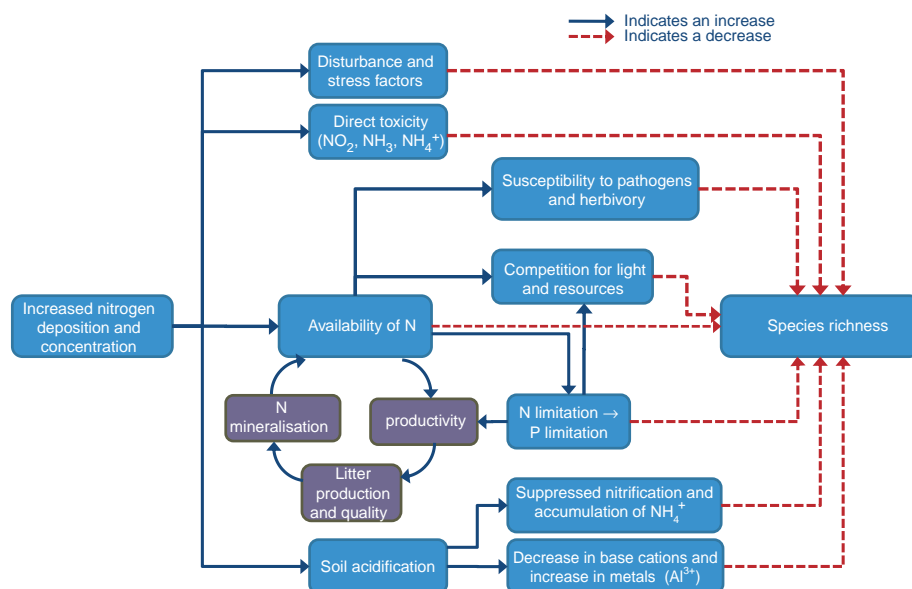 Indicates an increase
Indicates a decrease
Disturbance and
stress factors
Direct toxicity
(NO₂, NH₃, NH₄⁺)
Susceptibility to pathogens
and herbivory
Competition for light
and resources
Increased nitrogen
deposition and
concentration
Availability of N
Species richness
N
mineralisation
productivity
N limitation →
P limitation
Litter
production
and quality
Suppressed nitrification and
accumulation of NH₄⁺
Soil acidification
Decrease in base cations and
increase in metals (Al³⁺)